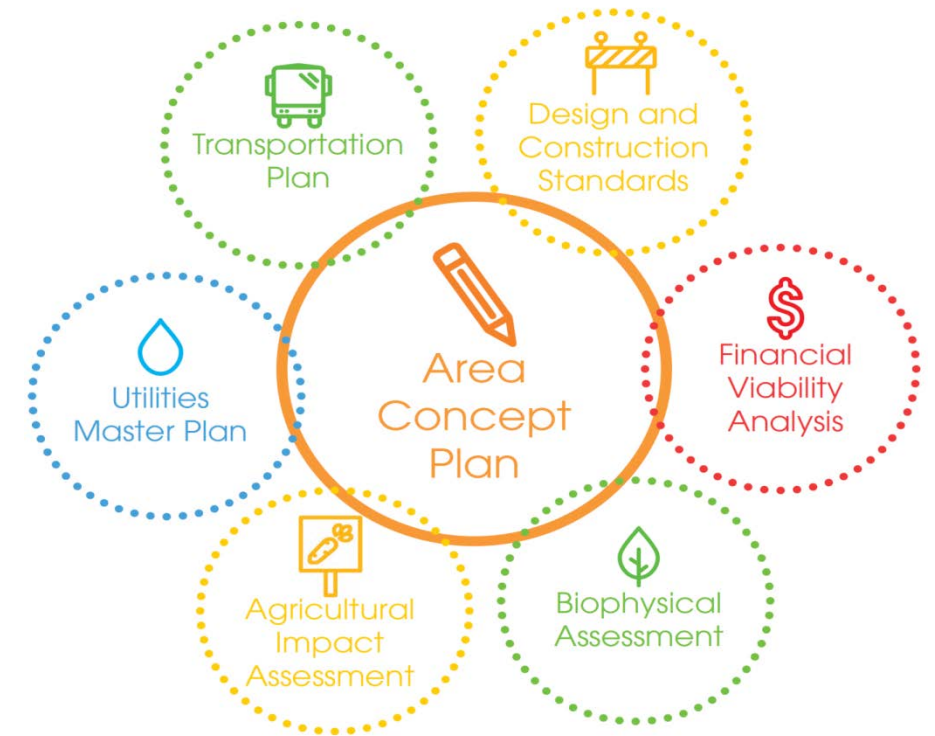 Transportation
Plan
Design and
Construction
Standards
Area
Concept
Plan
Financial
Viability
Analysis
Utilities
Master Plan
Agricultural
Impact
Assessment
Biophysical
Assessment